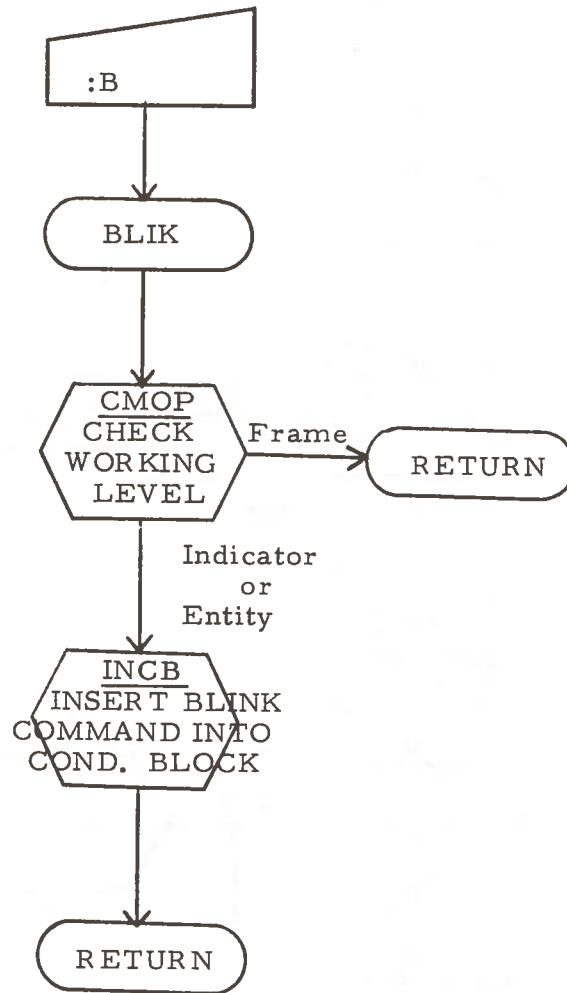 :B
BLIK
CMOP
CHECK
WORKING
LEVEL
Frame
RETURN
Indicator
or
Entity
INCB
INSERT BLINK
COMMAND INTO
COND. BLOCK
RETURN